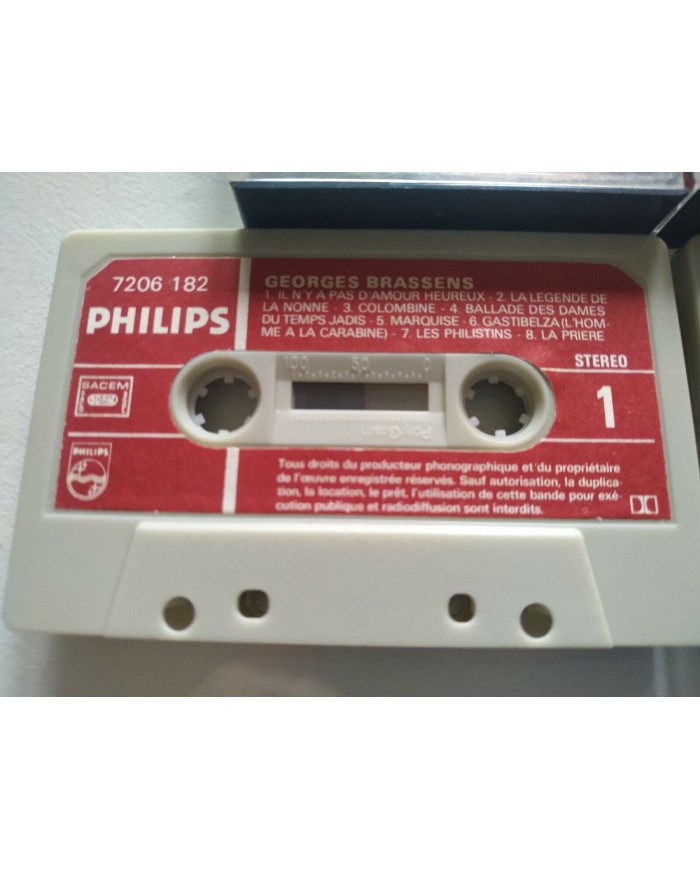 7206 182
PHILIPS
GEORGES BRASSENS
1. IL N'Y A PAS D'AMOUR HEUREUX - 2. LA LEGENDE DE
LA NONNE - 3. COLOMBINE - 4. BALLADE DES DAMES
DU TEMPS JADIS - 5. MARQUISE - 6. GASTIBELZA (L'HOM-
ME A LA CARABINE) - 7. LES PHILISTINS - 8. LA PRIERE
STEREO
1
100 50 0
PolyGram
SACEM
PHILIPS
Tous droits du producteur phonographique et du propriétaire
de l'œuvre enregistrée réservés. Sauf autorisation, la duplica-
tion, la location, le prêt, l'utilisation de cette bande pour exé-
cution publique et radiodiffusion sont interdits.